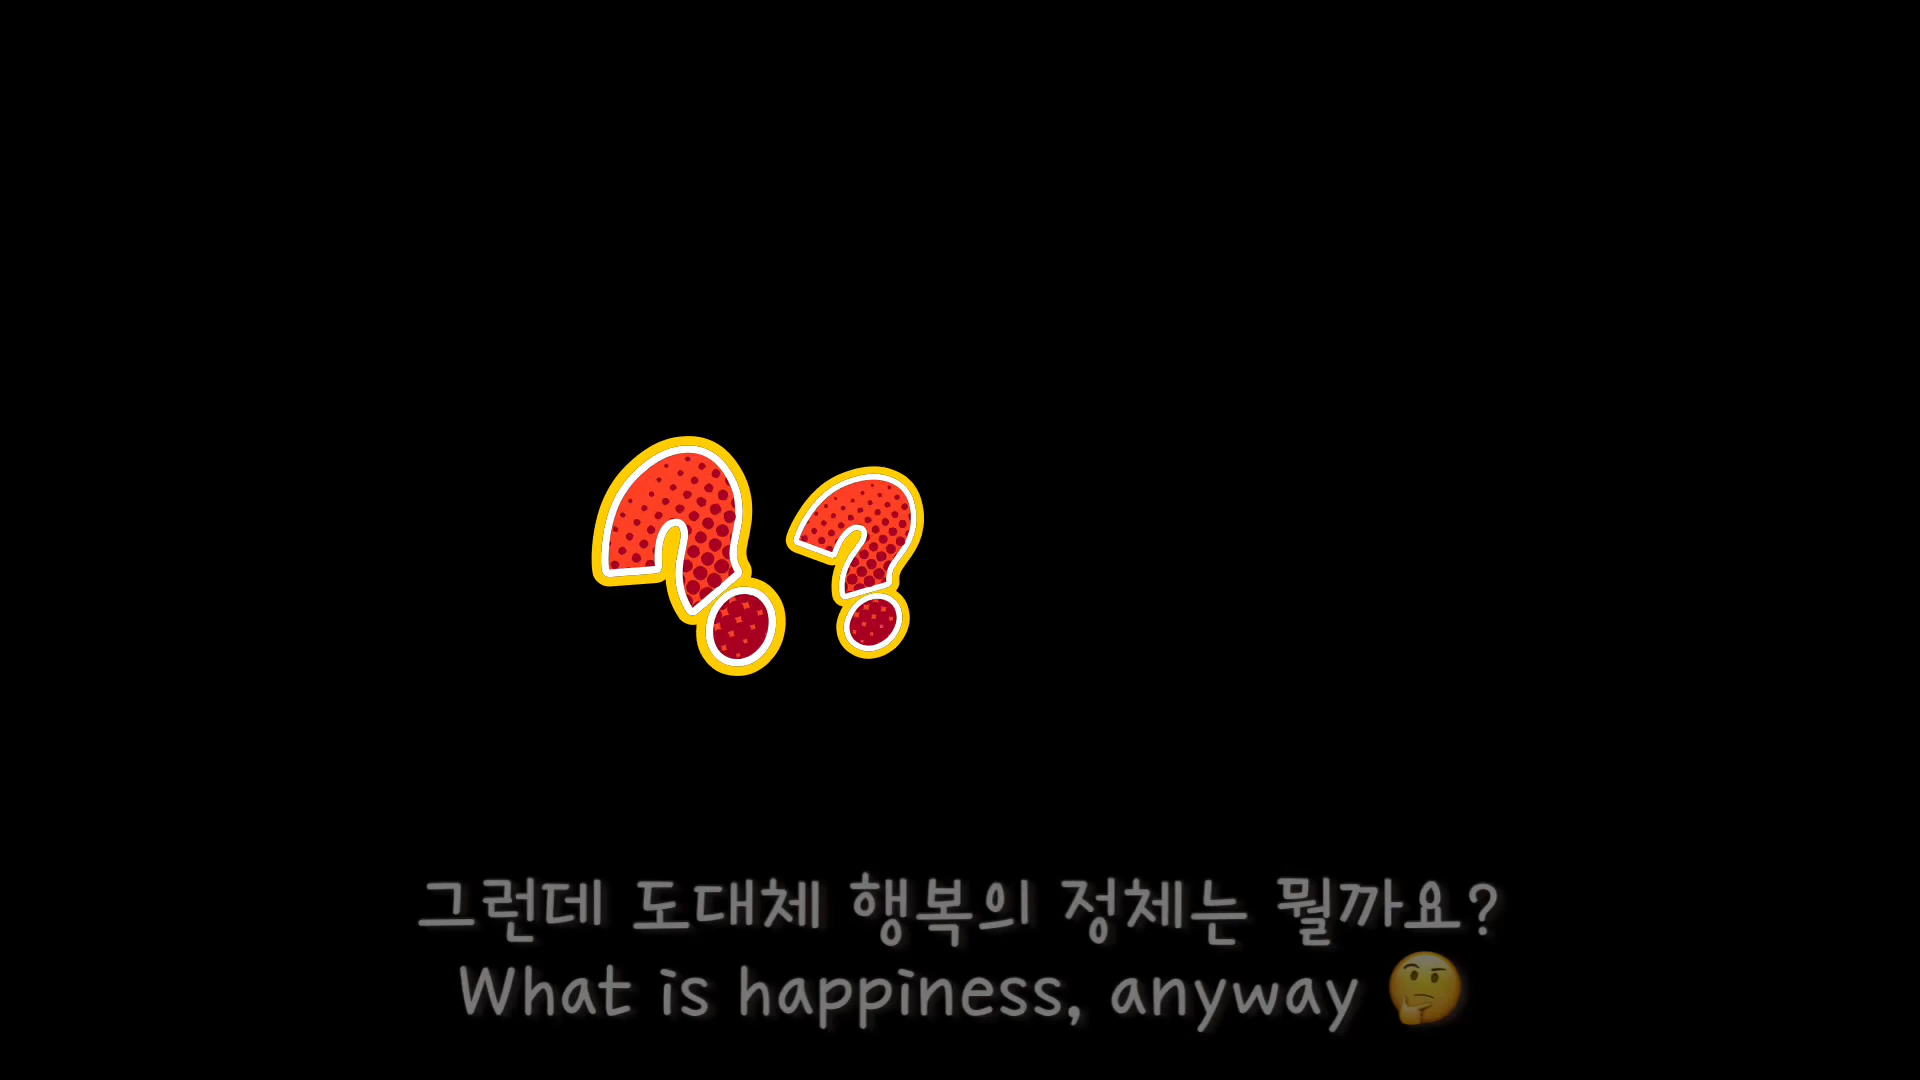 ??
그런데 도대체 행복의 정체는 뭘까요?
What is happiness, anyway 🤔